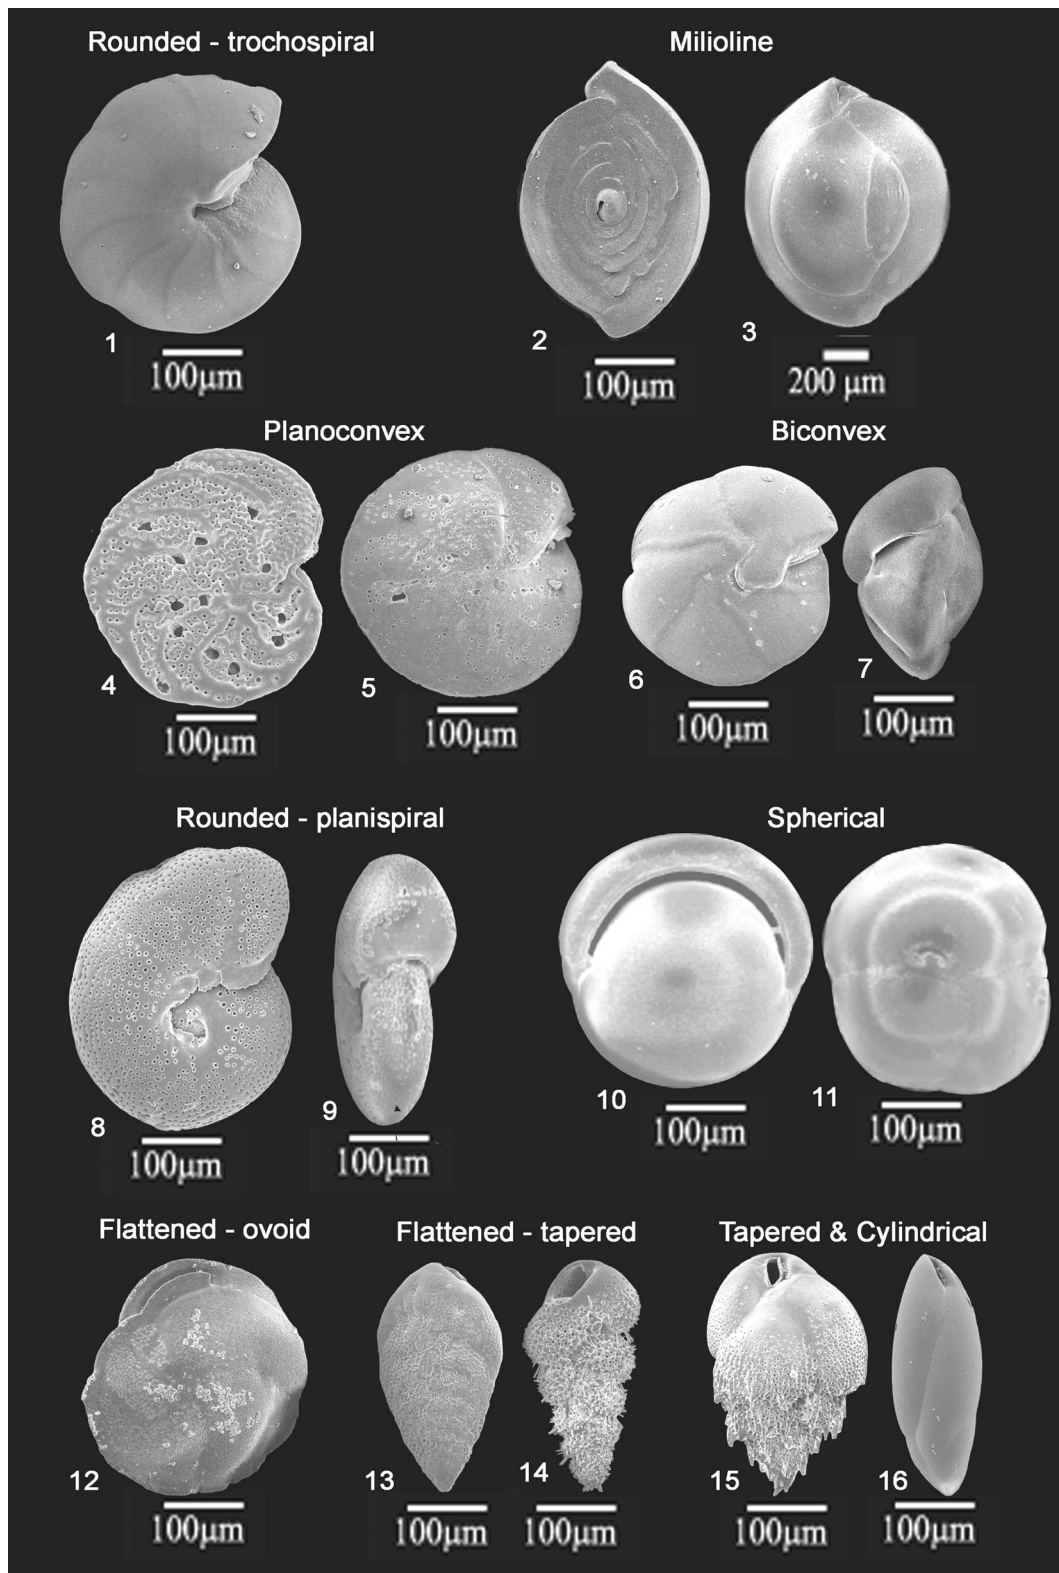 Rounded - trochospiral
Milioline
1
100µm
2
100µm
3
200 µm
Planoconvex
Biconvex
4
100µm
5
100µm
6
100µm
7
100µm
Rounded - planispiral
Spherical
8
100µm
9
100µm
10
100µm
11
100µm
Flattened - ovoid
Flattened - tapered
Tapered & Cylindrical
12
100µm
13
100µm
14
100µm
15
100µm
16
100µm